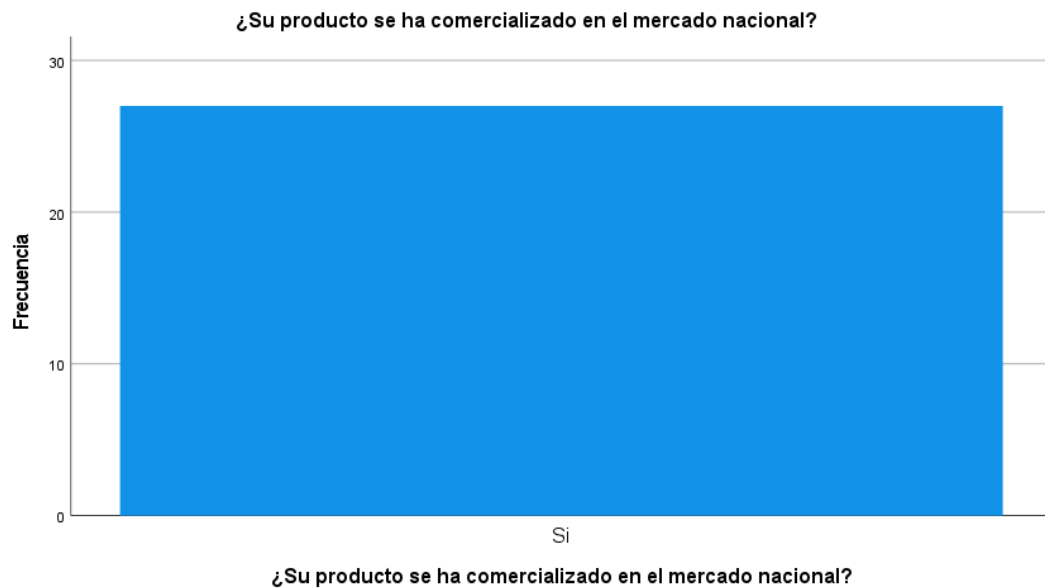 ¿Su producto se ha comercializado en el mercado nacional?
30
20
10
0
Frecuencia
Si
¿Su producto se ha comercializado en el mercado nacional?